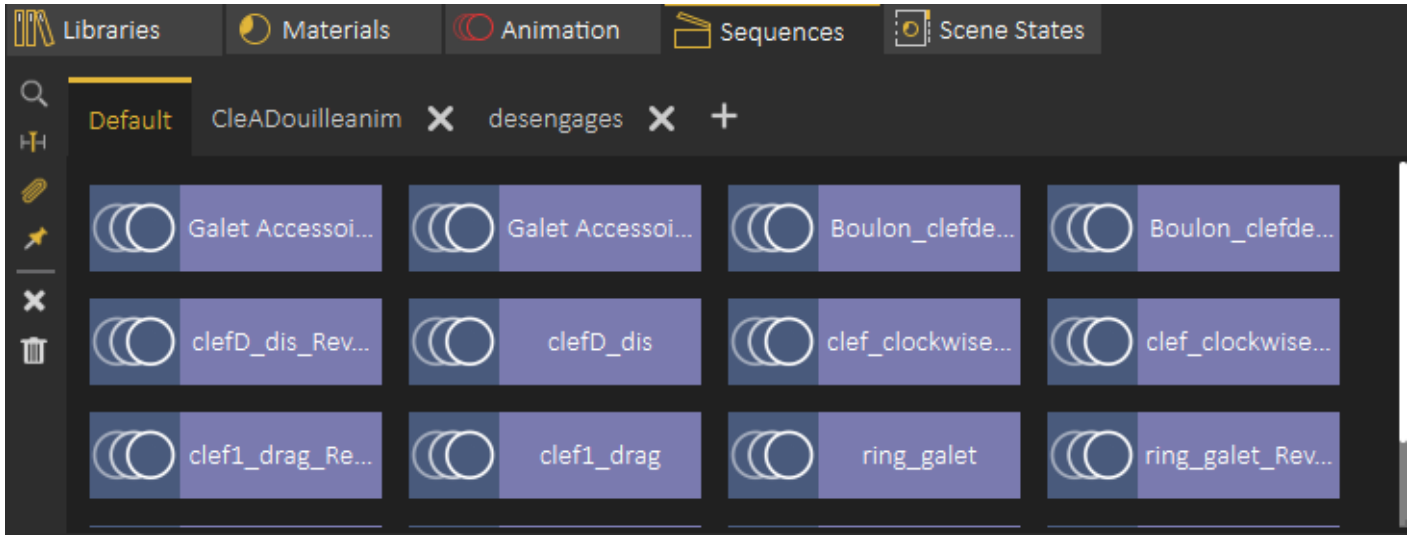 Libraries Materials Animation Sequences Scene States
Default CleADouilleanim desengages
Galet Accessoi... Galet Accessoi... Boulon_clefde... Boulon_clefde...
clefD_dis_Rev... clefD_dis clef_clockwise... clef_clockwise...
clef1_drag_Re... clef1_drag ring_galet ring_galet_Rev...